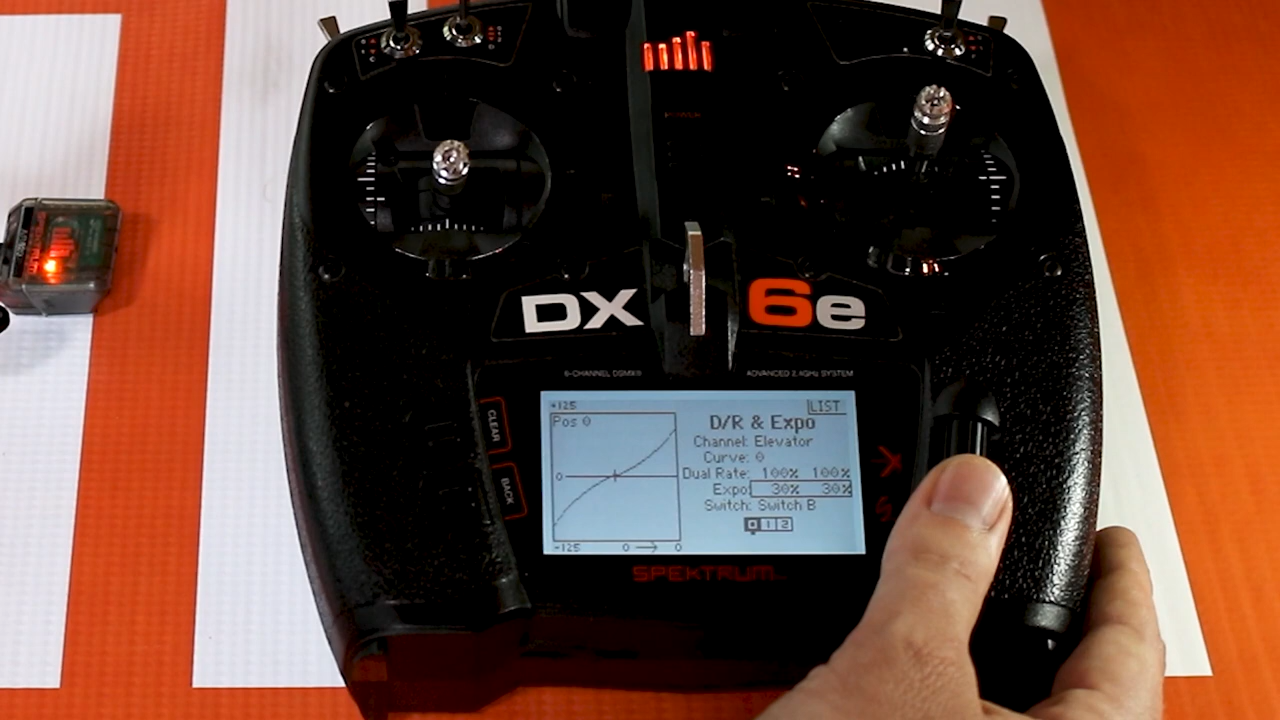 POWER
DX 6e
6-CHANNEL DSMX® ADVANCED 2.4GHz SYSTEM
CLEAR
BACK
+125
Pos 0
0
-125
0 → 0
LIST
D/R & Expo
Channel: Elevator
Curve: 0
Dual Rate: 100% 100%
Expo: 30% 30%
Switch: Switch B
0 1 2
SPEKTRUM